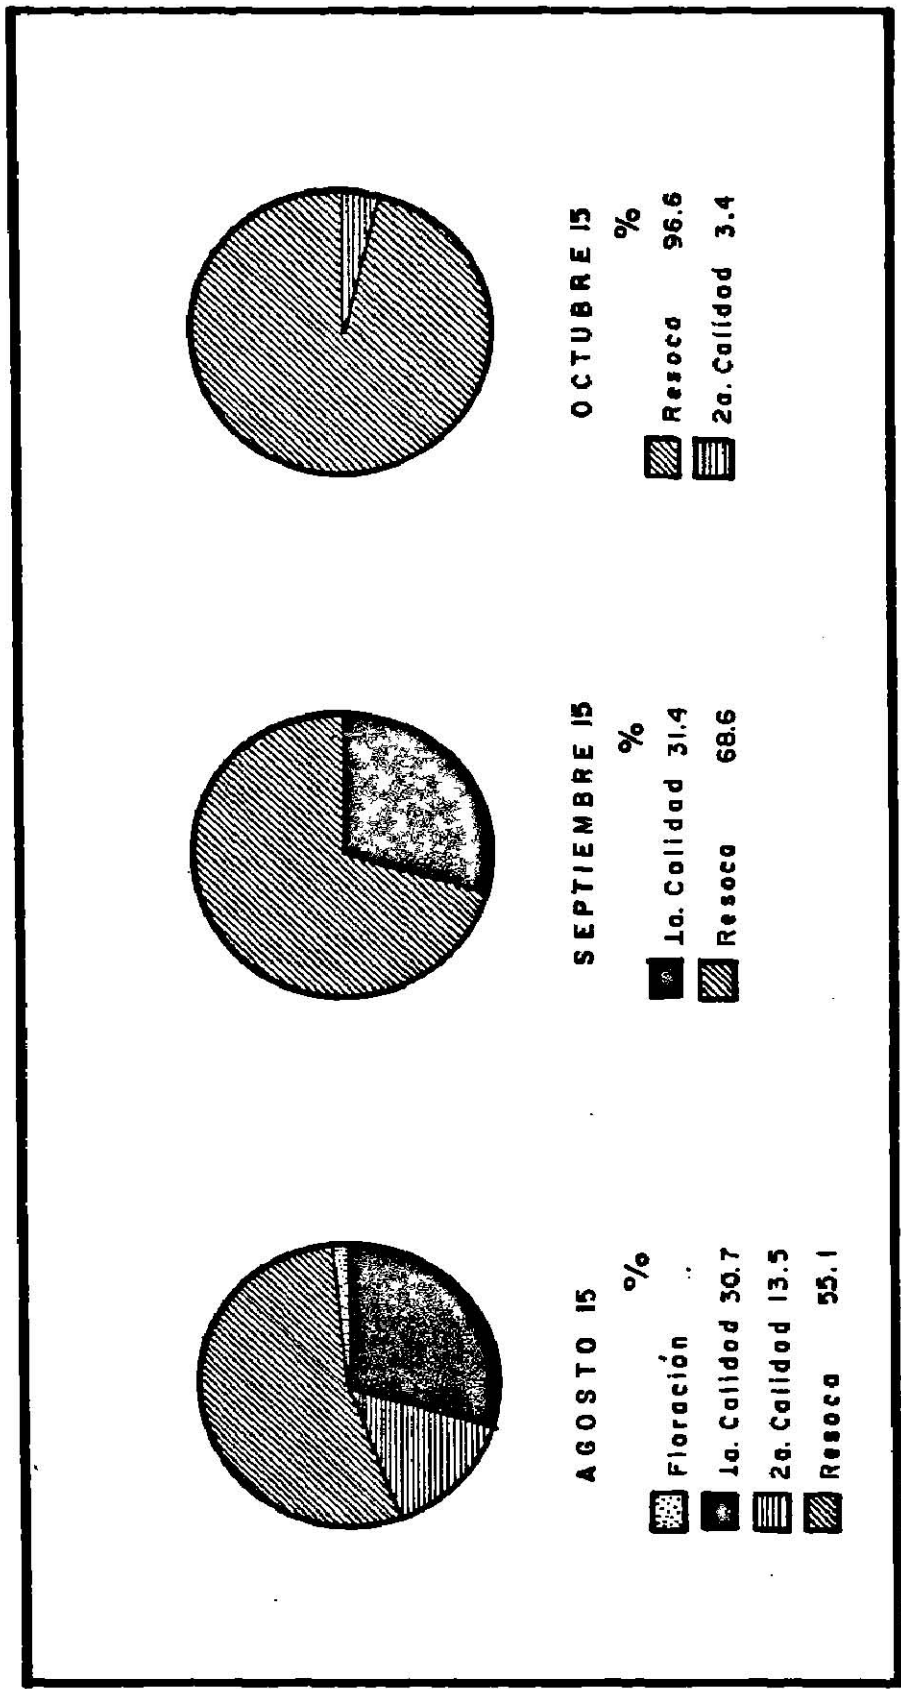 AGOSTO 15
%
Floración
1a. Calidad 30.7
2a. Calidad 13.5
Resoca 55.1
SEPTIEMBRE 15
%
1a. Calidad 31.4
Resoca 68.6
OCTUBRE 15
%
Resoca 96.6
2a. Calidad 3.4